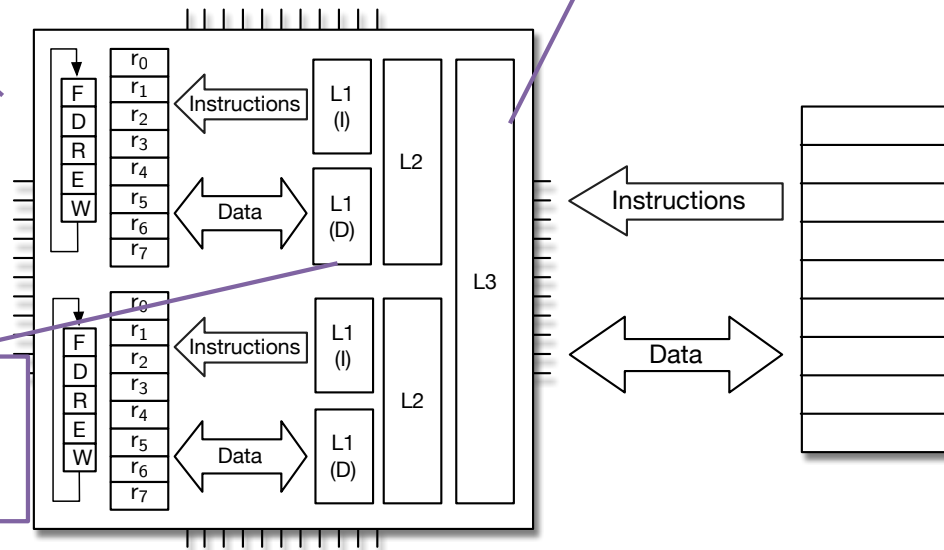 F
D
R
E
W
r0
r1
r2
r3
r4
r5
r6
r7
Instructions
Data
L1
(I)
L1
(D)
L2
F
D
R
E
W
r0
r1
r2
r3
r4
r5
r6
r7
Instructions
Data
L1
(I)
L1
(D)
L2
L3
Instructions
Data